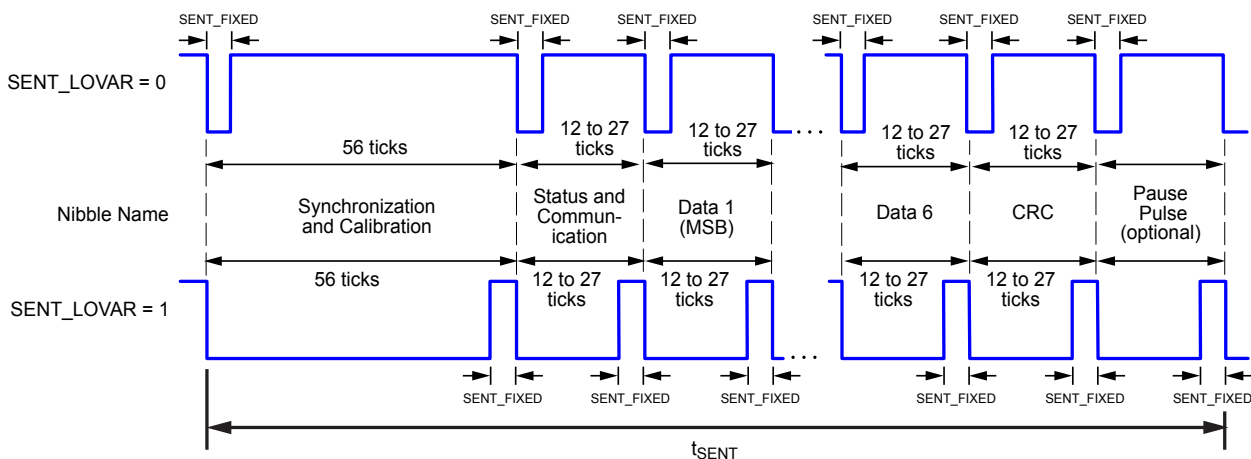 SENT_FIXED SENT_FIXED SENT_FIXED SENT_FIXED SENT_FIXED SENT_FIXED
SENT_LOVAR = 0
56 ticks
12 to 27
ticks
12 to 27
ticks
12 to 27
ticks
12 to 27
ticks
Nibble Name
Synchronization
and Calibration
Status and
Commun-
ication
Data 1
(MSB)
Data 6
CRC
Pause
Pulse
(optional)
SENT_LOVAR = 1
56 ticks
12 to 27
ticks
12 to 27
ticks
12 to 27
ticks
12 to 27
ticks
SENT_FIXED SENT_FIXED SENT_FIXED SENT_FIXED SENT_FIXED SENT_FIXED
tSENT